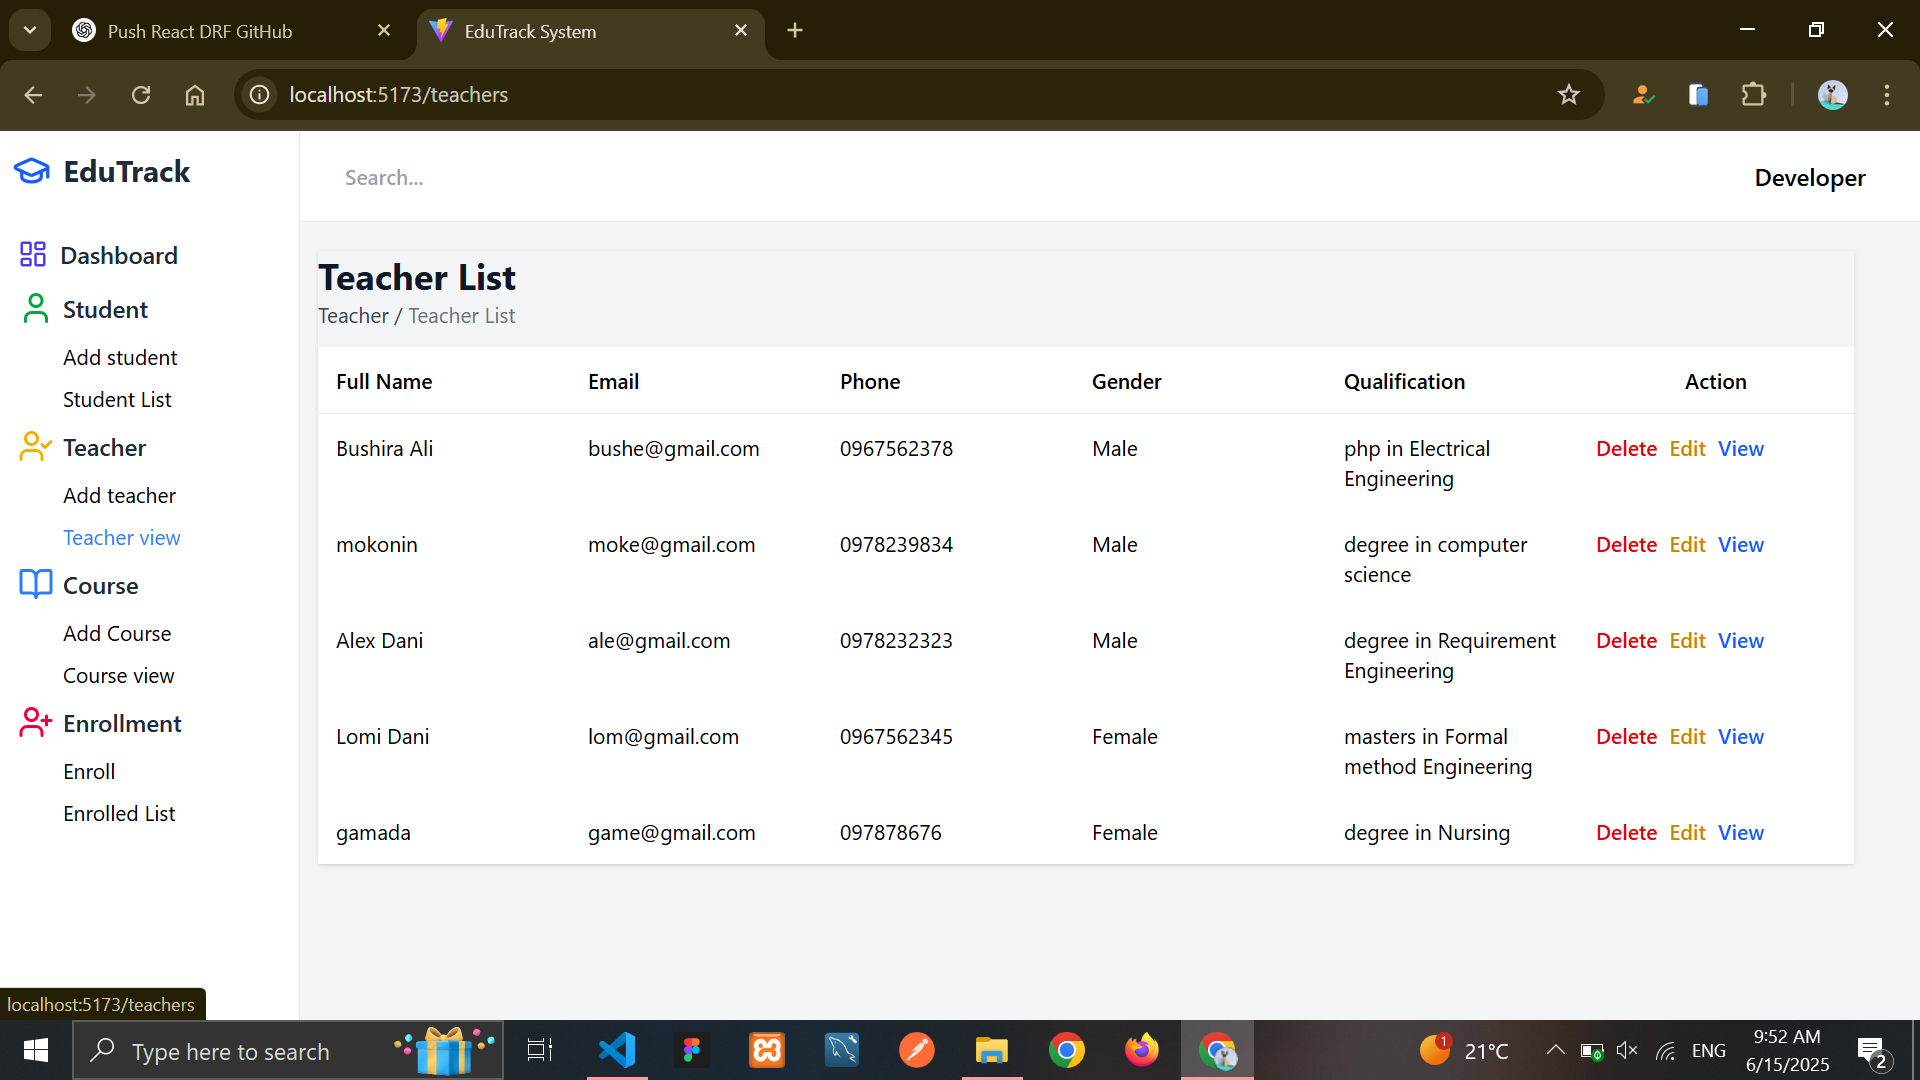 Push React DRF GitHub
EduTrack System
localhost:5173/teachers
EduTrack
Search...
Developer
Dashboard
Student
Add student
Student List
Teacher
Add teacher
Teacher view
Course
Add Course
Course view
Enrollment
Enroll
Enrolled List
Teacher List
Teacher / Teacher List
Full Name Email Phone Gender Qualification Action
Bushira Ali bushe@gmail.com 0967562378 Male php in Electrical Delete Edit View
Engineering
mokonin moke@gmail.com 0978239834 Male degree in computer Delete Edit View
science
Alex Dani ale@gmail.com 0978232323 Male degree in Requirement Delete Edit View
Engineering
Lomi Dani lom@gmail.com 0967562345 Female masters in Formal Delete Edit View
method Engineering
gamada game@gmail.com 097878676 Female degree in Nursing Delete Edit View
localhost:5173/teachers
Type here to search
1
21°C
ENG
9:52 AM
6/15/2025
2